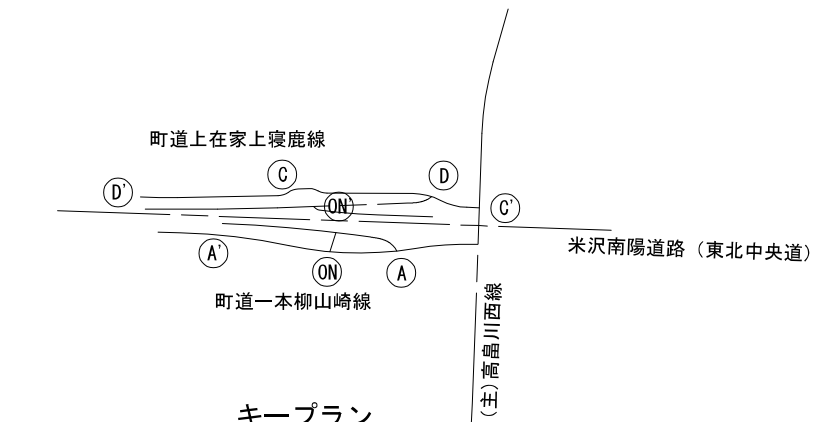 町道上在家上寝鹿線
D'
C
D
ON'
C'
米沢南陽道路（東北中央道）
A'
ON
A
町道一本柳山崎線
(主)高畠川西線
キープラン